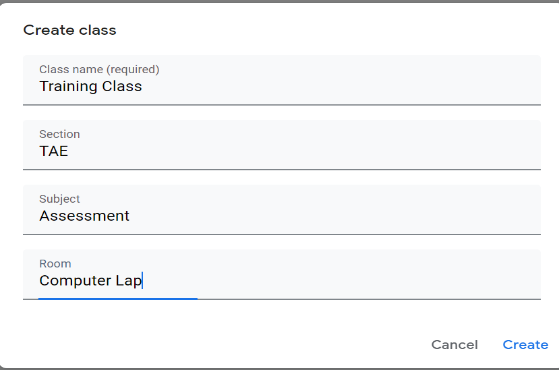 Create class
Class name (required)
Training Class
Section
TAE
Subject
Assessment
Room
Computer Lap
Cancel Create